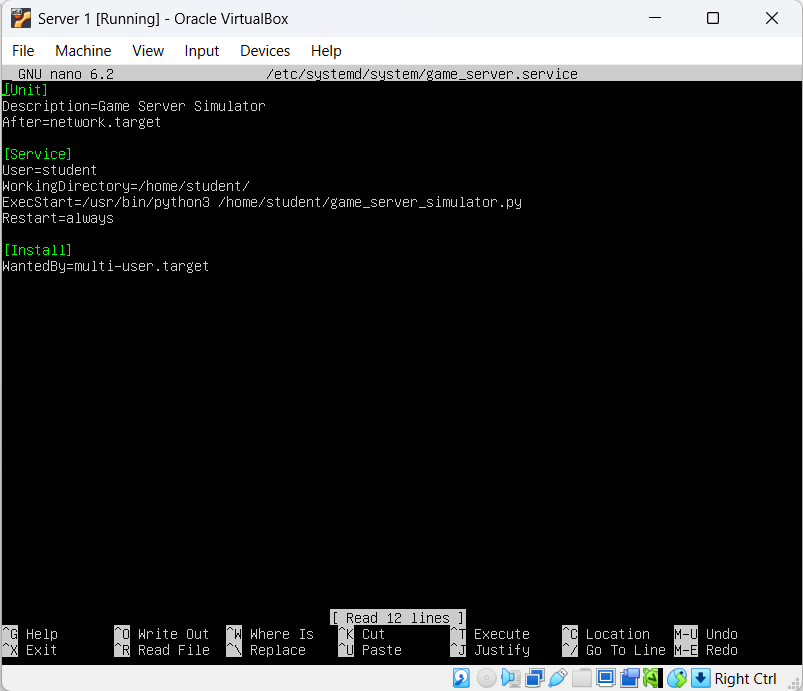 Server 1 [Running] - Oracle VirtualBox
File Machine View Input Devices Help
GNU nano 6.2 /etc/systemd/system/game_server.service
[Unit]
Description=Game Server Simulator
After=network.target
[Service]
User=student
WorkingDirectory=/home/student/
ExecStart=/usr/bin/python3 /home/student/game_server_simulator.py
Restart=always
[Install]
WantedBy=multi-user.target
[ Read 12 lines ]
^G Help ^O Write Out ^W Where Is ^K Cut ^T Execute ^C Location M-U Undo
^X Exit ^R Read File ^\ Replace ^U Paste ^J Justify ^/ Go To Line M-E Redo
Right Ctrl